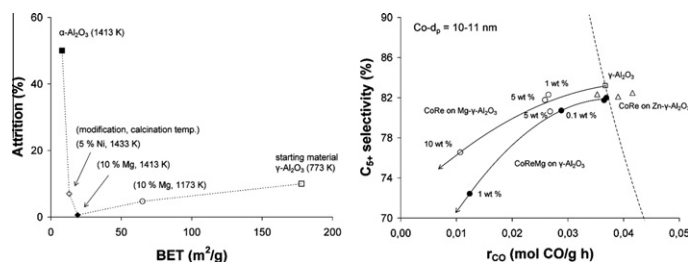 Attrition (%)
60
40
20
0
α-Al₂O₃ (1413 K)
(modification, calcination temp.)
(5 % Ni, 1433 K)
(10 % Mg, 1413 K)
(10 % Mg, 1173 K)
starting material
γ-Al₂O₃ (773 K)
0
50
100
150
200
BET (m²/g)
C₅₊ selectivity (%)
86
82
78
74
70
Co-dₚ = 10-11 nm
γ-Al₂O₃
1 wt %
5 wt %
CoRe on Mg-γ-Al₂O₃
CoRe on Zn-γ-Al₂O
5 wt %
0.1 wt %
10 wt %
CoReMg on γ-Al₂O₃
1 wt %
0,00
0,01
0,02
0,03
0,04
0,05
r_CO (mol CO/g h)